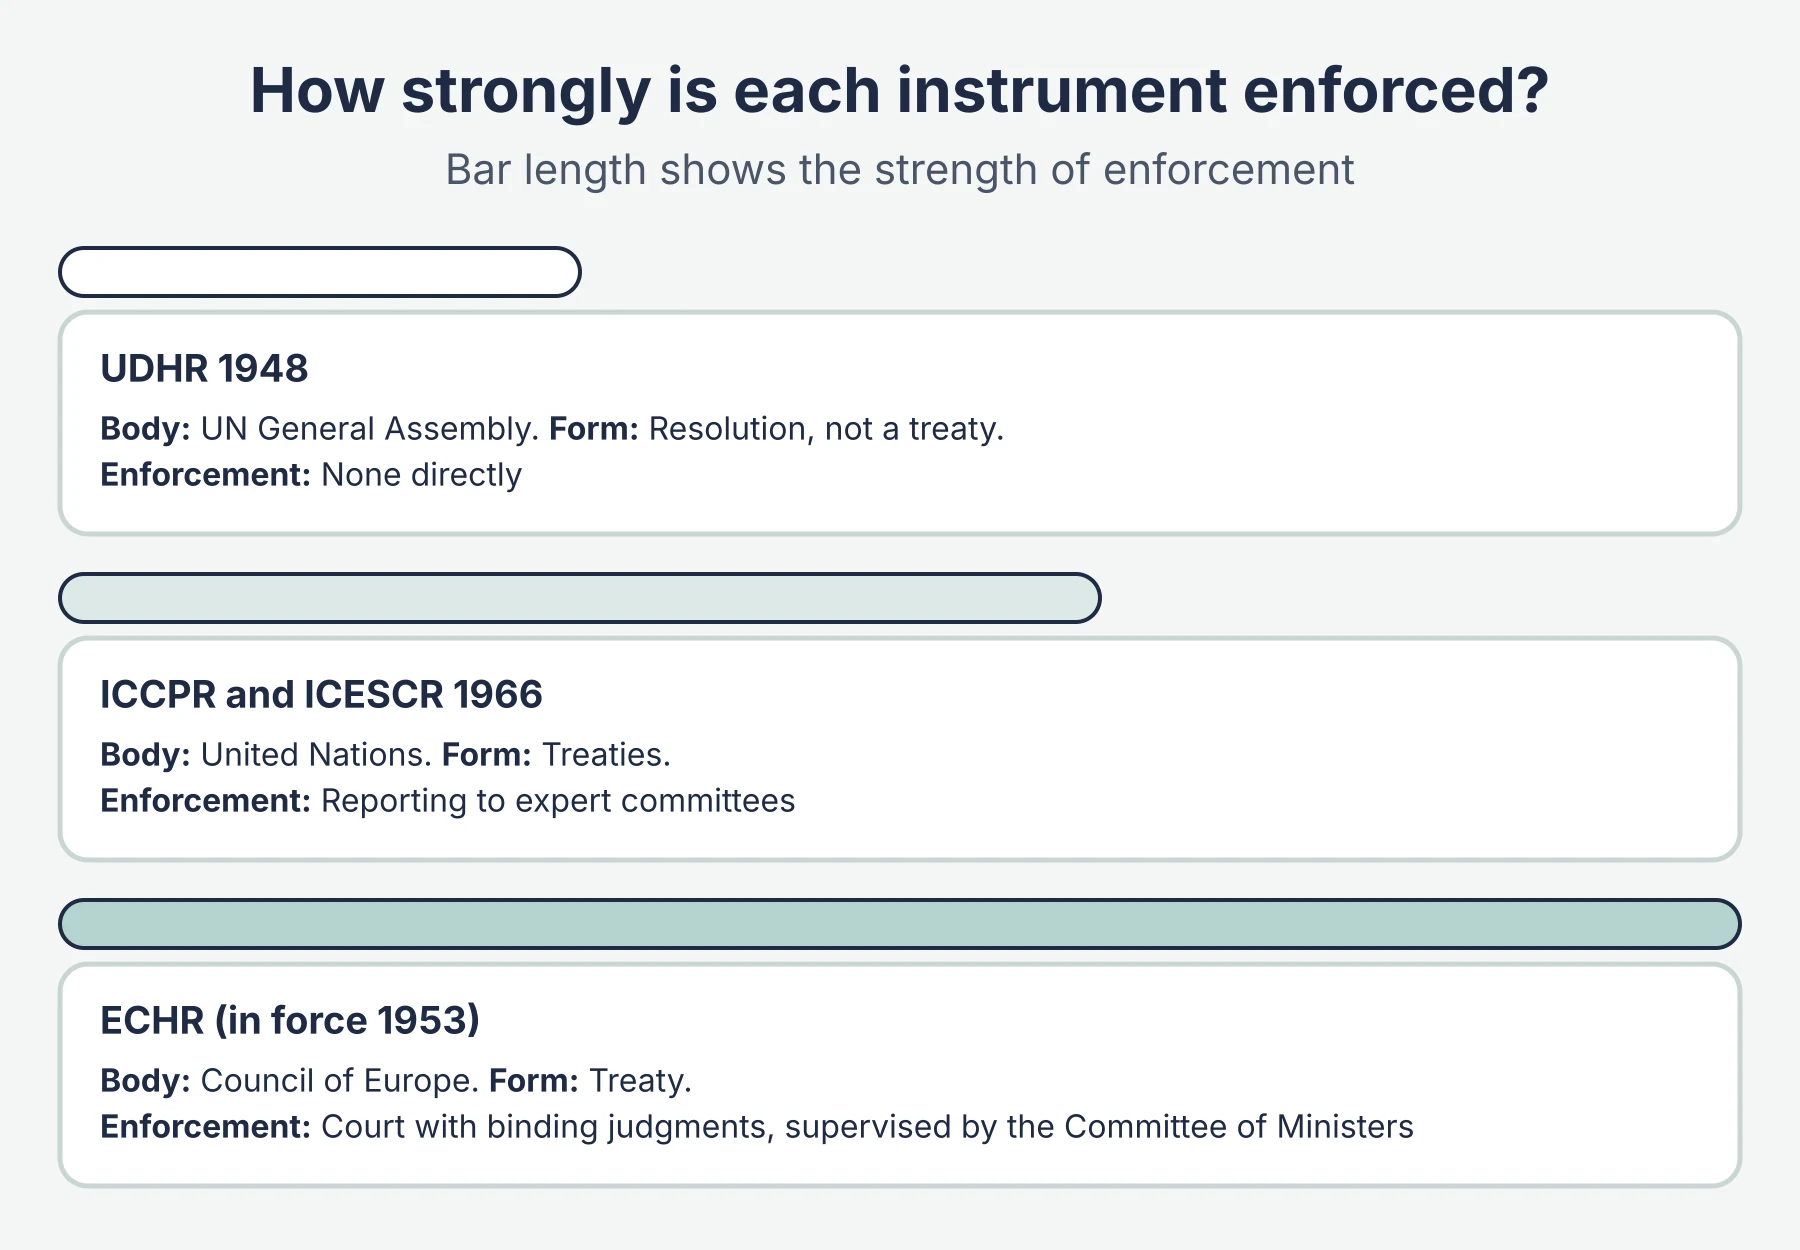 How strongly is each instrument enforced?
Bar length shows the strength of enforcement
UDHR 1948
Body: UN General Assembly. Form: Resolution, not a treaty.
Enforcement: None directly
ICCPR and ICESCR 1966
Body: United Nations. Form: Treaties.
Enforcement: Reporting to expert committees
ECHR (in force 1953)
Body: Council of Europe. Form: Treaty.
Enforcement: Court with binding judgments, supervised by the Committee of Ministers